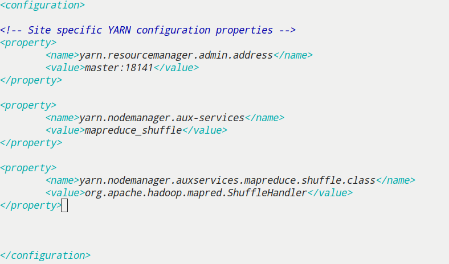 <configuration>
<!-- Site specific YARN configuration properties -->
<property>
<name>yarn.resourcemanager.admin.address</name>
<value>master:18141</value>
</property>
<property>
<name>yarn.nodemanager.aux-services</name>
<value>mapreduce_shuffle</value>
</property>
<property>
<name>yarn.nodemanager.auxservices.mapreduce.shuffle.class</name>
<value>org.apache.hadoop.mapred.ShuffleHandler</value>
</property>
</configuration>